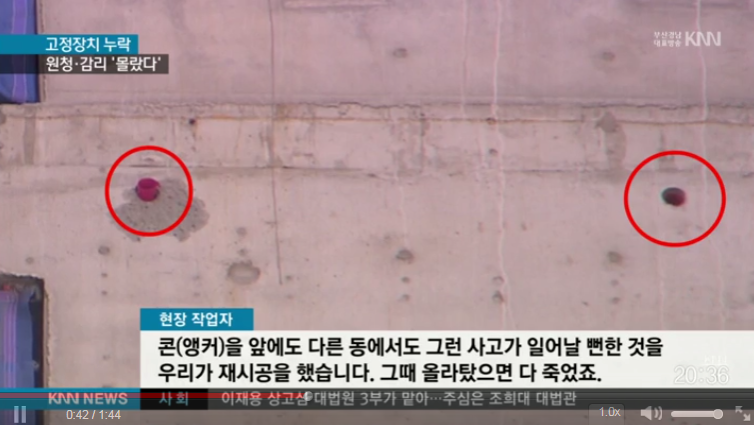 고정장치 누락
원청·감리 '몰랐다'
부산경남
대표방송 KNN
현장 작업자
콘(앵커)을 앞에도 다른 동에서도 그런 사고가 일어날 뻔한 것을
우리가 재시공을 했습니다. 그때 올라탔으면 다 죽었죠.
20:36
KNN NEWS 사 회 이재용 상고심 대법원 3부가 맡아…주심은 조희대 대법관
0:42 / 1:44
1.0x